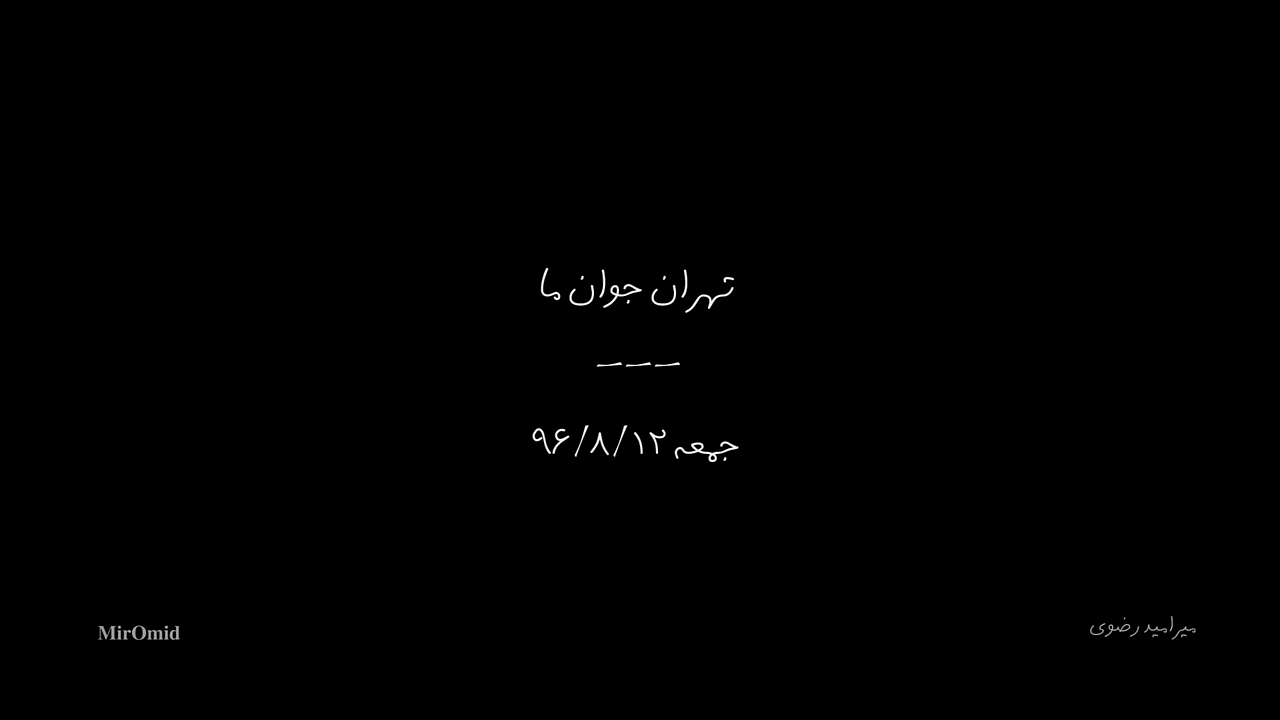 تهران جوان ما
---
جمعه ۹۶/۸/۱۲
MirOmid
میرامید رضوی